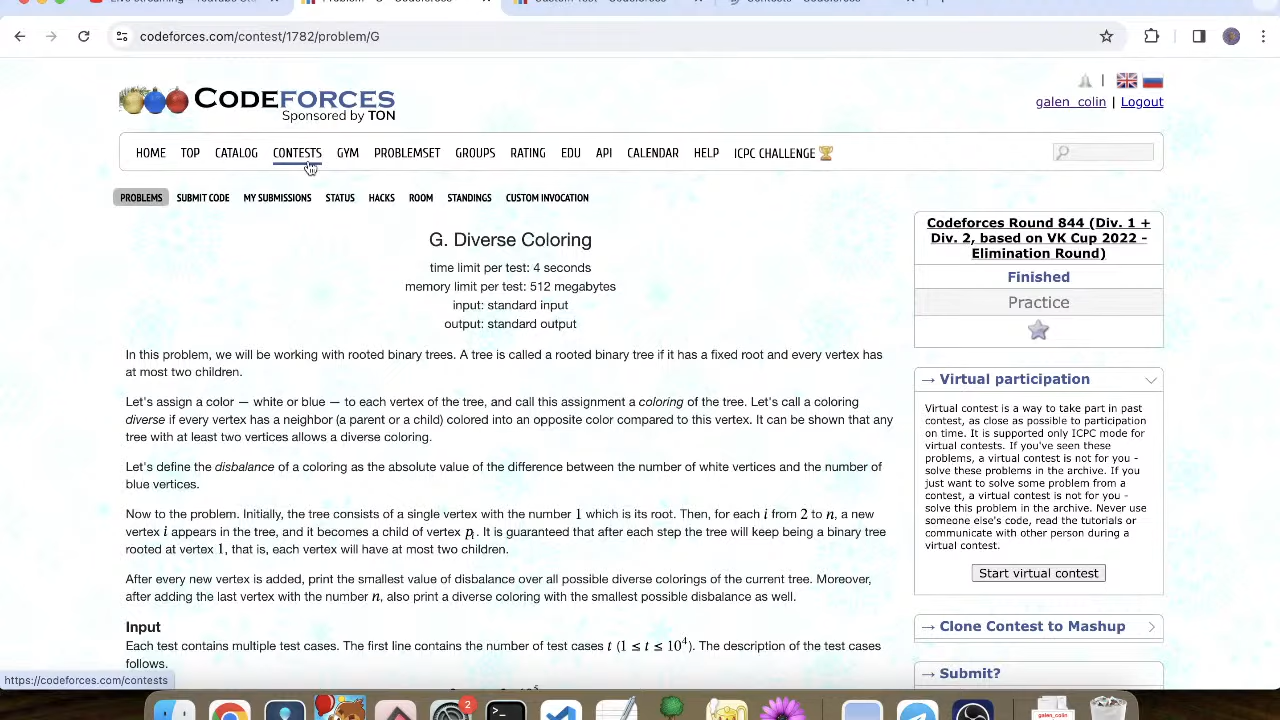 codeforces.com/contest/1782/problem/G
CODEFORCES
Sponsored by TON
galen_colin | Logout
HOME TOP CATALOG CONTESTS GYM PROBLEMSET GROUPS RATING EDU API CALENDAR HELP ICPC CHALLENGE
PROBLEMS SUBMIT CODE MY SUBMISSIONS STATUS HACKS ROOM STANDINGS CUSTOM INVOCATION
G. Diverse Coloring
time limit per test: 4 seconds
memory limit per test: 512 megabytes
input: standard input
output: standard output
In this problem, we will be working with rooted binary trees. A tree is called a rooted binary tree if it has a fixed root and every vertex has
at most two children.
Let's assign a color — white or blue — to each vertex of the tree, and call this assignment a coloring of the tree. Let's call a coloring
diverse if every vertex has a neighbor (a parent or a child) colored into an opposite color compared to this vertex. It can be shown that any
tree with at least two vertices allows a diverse coloring.
Let's define the disbalance of a coloring as the absolute value of the difference between the number of white vertices and the number of
blue vertices.
Now to the problem. Initially, the tree consists of a single vertex with the number 1 which is its root. Then, for each i from 2 to n, a new
vertex i appears in the tree, and it becomes a child of vertex pi. It is guaranteed that after each step the tree will keep being a binary tree
rooted at vertex 1, that is, each vertex will have at most two children.
After every new vertex is added, print the smallest value of disbalance over all possible diverse colorings of the current tree. Moreover,
after adding the last vertex with the number n, also print a diverse coloring with the smallest possible disbalance as well.
Input
Each test contains multiple test cases. The first line contains the number of test cases t (1 ≤ t ≤ 10^4). The description of the test cases
follows.
Codeforces Round 844 (Div. 1 +
Div. 2, based on VK Cup 2022 -
Elimination Round)
Finished
Practice
→ Virtual participation
Virtual contest is a way to take part in past
contest, as close as possible to participation
on time. It is supported only ICPC mode for
virtual contests. If you've seen these
problems, a virtual contest is not for you -
solve these problems in the archive. If you
just want to solve some problem from a
contest, a virtual contest is not for you -
solve this problem in the archive. Never use
someone else's code, read the tutorials or
communicate with other person during a
virtual contest.
Start virtual contest
→ Clone Contest to Mashup
→ Submit?
https://codeforces.com/contests
2
galen_colin